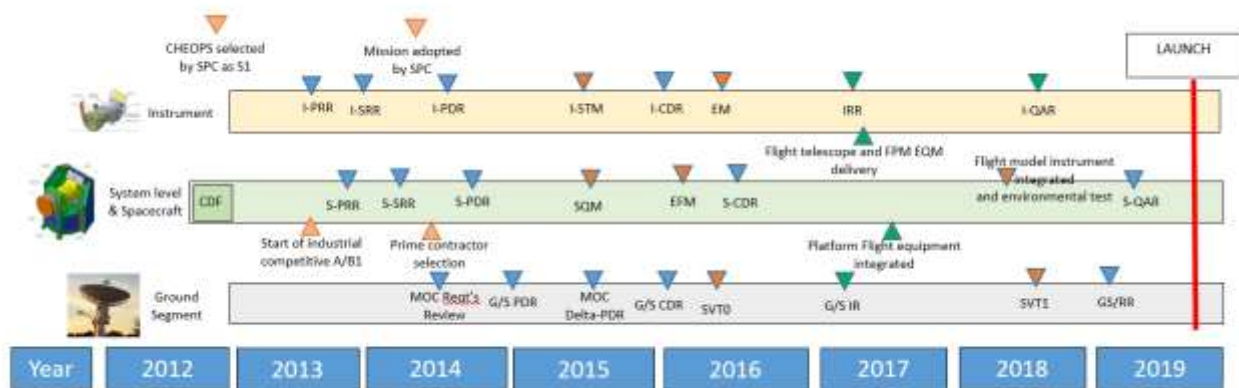 CHEOPS selected
by SPC as S1
Mission adopted
by SPC
LAUNCH
Instrument
I-PRR
I-SRR
I-PDR
I-STM
I-CDR
EM
IRR
I-QAR
Flight telescope and FPM EQM
delivery
Flight model instrument
integrated
and environmental test
System level
& Spacecraft
CDF
S-PRR
S-SRR
S-PDR
SQM
EFM
S-CDR
S-QAR
Start of industrial
competitive A/B1
Prime contractor
selection
Platform Flight equipment
integrated
Ground
Segment
MOC Reqt's
Review
G/S PDR
MOC
Delta-PDR
G/S CDR
SVT0
G/S IR
SVT1
GS/RR
Year
2012
2013
2014
2015
2016
2017
2018
2019